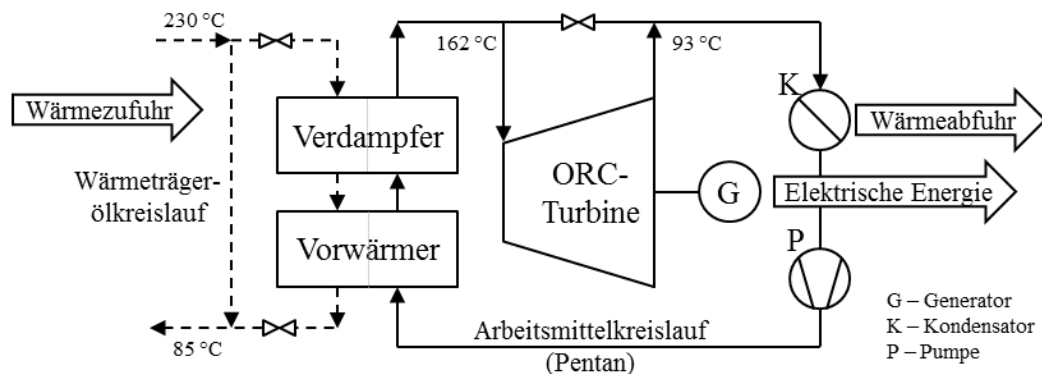 230 °C
162 °C
93 °C
K
Wärmezufuhr
Verdampfer
Wärmeabfuhr
Wärmeträger-
ölkreislauf
ORC-
Turbine
G
Elektrische Energie
Vorwärmer
P
85 °C
Arbeitsmittelkreislauf
(Pentan)
G – Generator
K – Kondensator
P – Pumpe